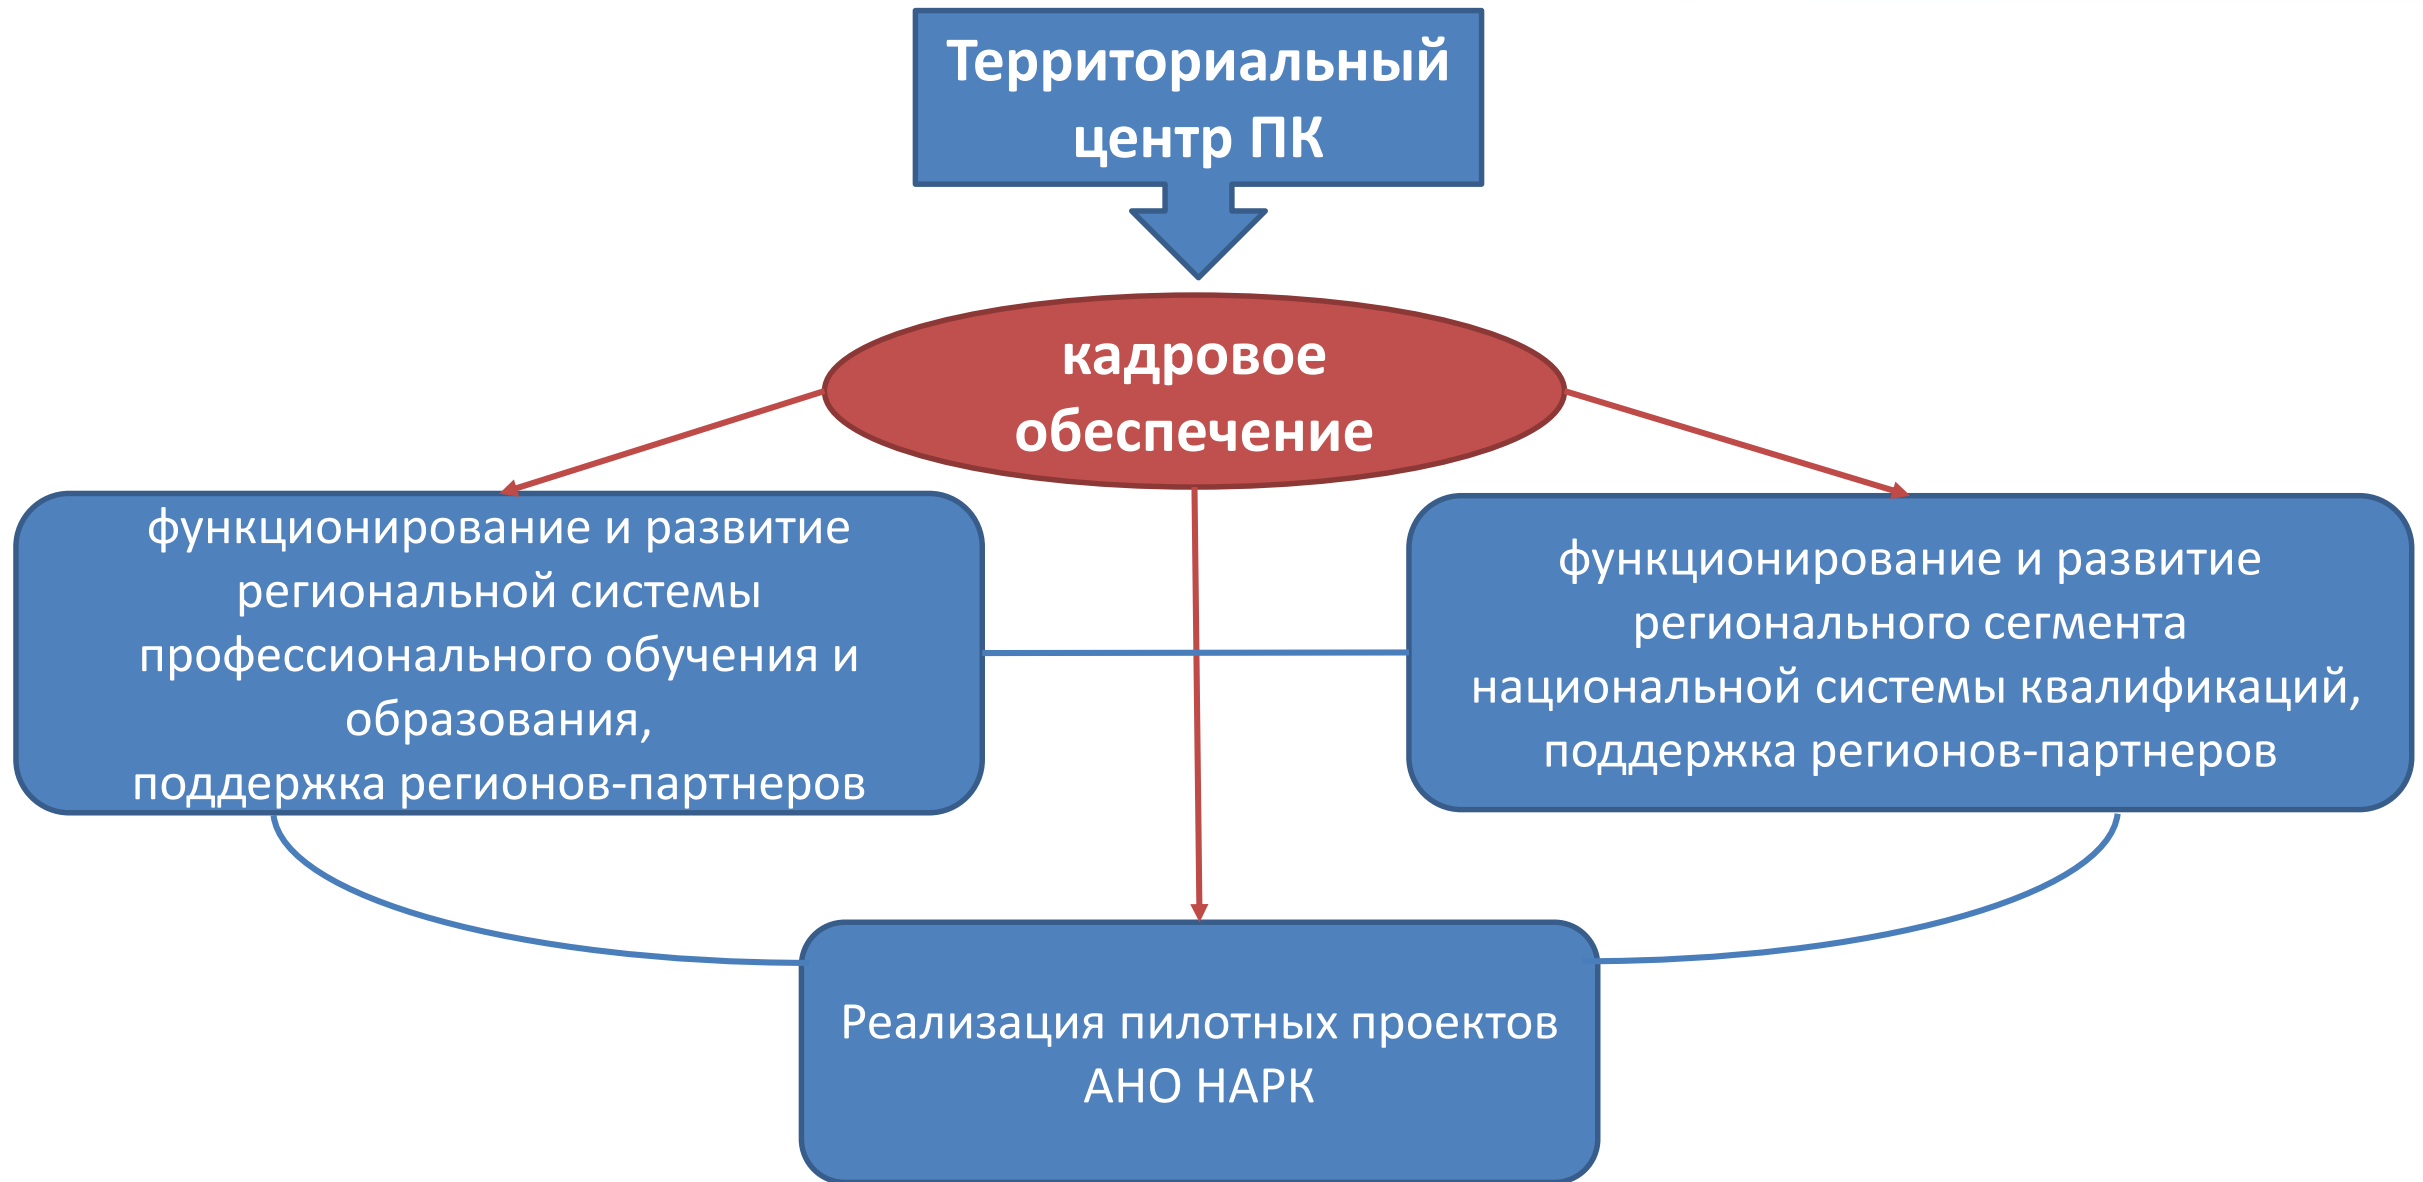 Территориальный
центр ПК
кадровое
обеспечение
функционирование и развитие
региональной системы
профессионального обучения и
образования,
поддержка регионов-партнеров
функционирование и развитие
регионального сегмента
национальной системы квалификаций,
поддержка регионов-партнеров
Реализация пилотных проектов
АНО НАРК